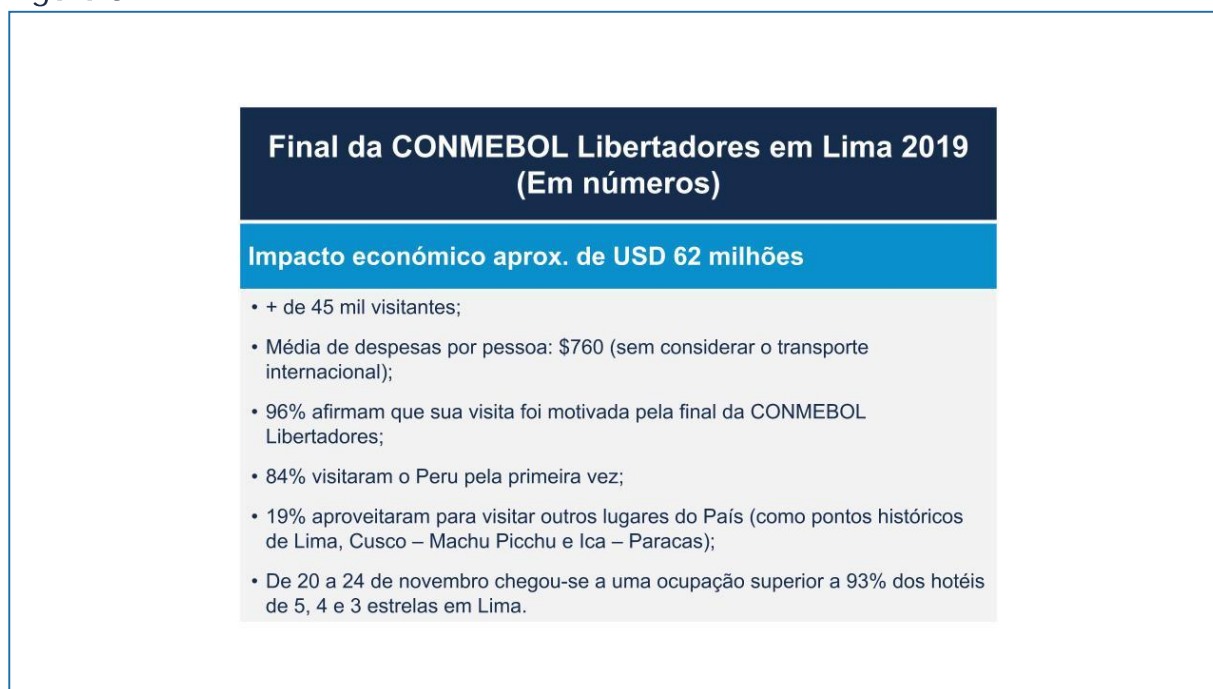 Final da CONMEBOL Libertadores em Lima 2019
(Em números)
Impacto económico aprox. de USD 62 milhões
• + de 45 mil visitantes;
• Média de despesas por pessoa: $760 (sem considerar o transporte
internacional);
• 96% afirmam que sua visita foi motivada pela final da CONMEBOL
Libertadores;
• 84% visitaram o Peru pela primeira vez;
• 19% aproveitaram para visitar outros lugares do País (como pontos históricos
de Lima, Cusco – Machu Picchu e Ica – Paracas);
• De 20 a 24 de novembro chegou-se a uma ocupação superior a 93% dos hotéis
de 5, 4 e 3 estrelas em Lima.